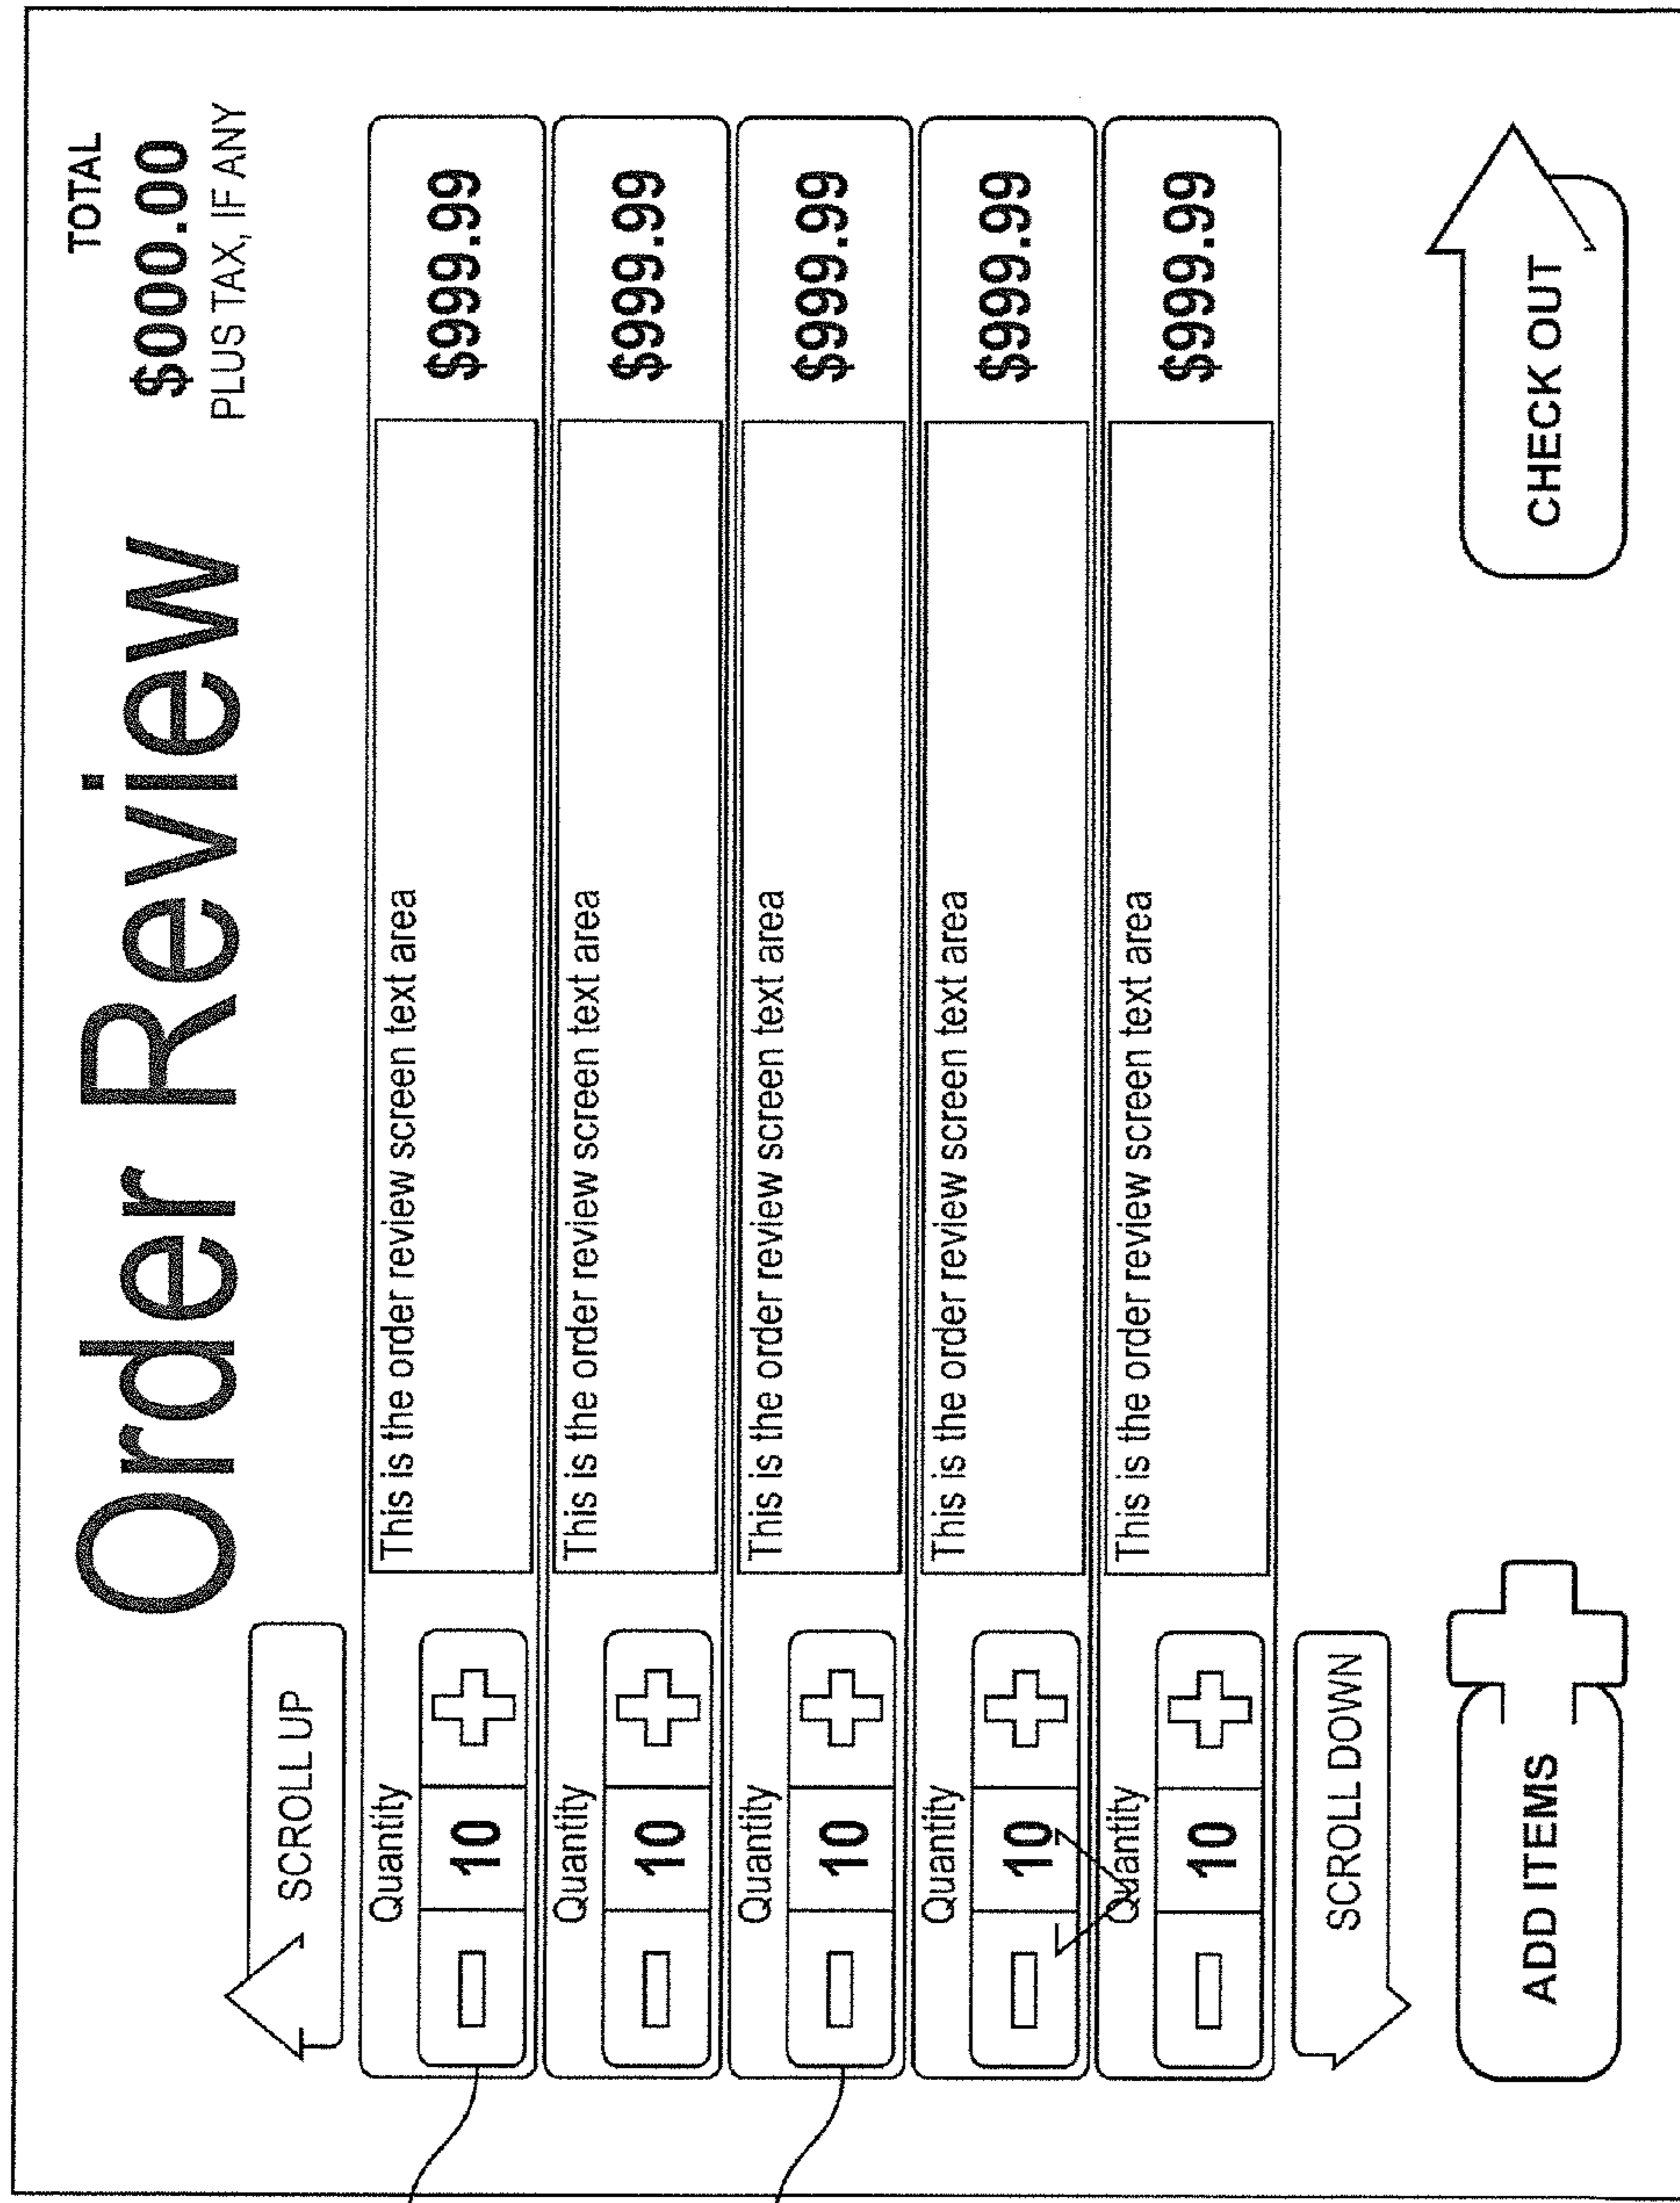 Order Review
TOTAL
$000.00
PLUS TAX, IF ANY
SCROLL UP
Quantity
10
This is the order review screen text area
$999.99
Quantity
10
This is the order review screen text area
$999.99
Quantity
10
This is the order review screen text area
$999.99
Quantity
10
This is the order review screen text area
$999.99
Quantity
10
This is the order review screen text area
$999.99
SCROLL DOWN
ADD ITEMS
CHECK OUT